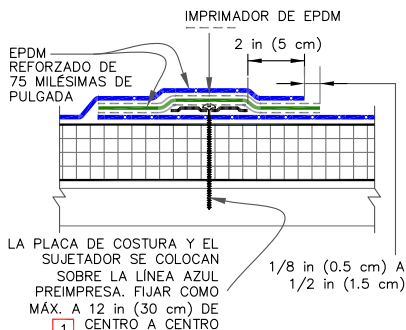 IMPRIMADOR DE EPDM
2 in (5 cm)
EPDM
REFORZADO DE
75 MILÉSIMAS DE
PULGADA
LA PLACA DE COSTURA Y EL
SUJETADOR SE COLOCAN
SOBRE LA LÍNEA AZUL
PREIMPRESA. FIJAR COMO
MÁX. A 12 in (30 cm) DE
1 CENTRO A CENTRO
1/8 in (0.5 cm) A
1/2 in (1.5 cm)